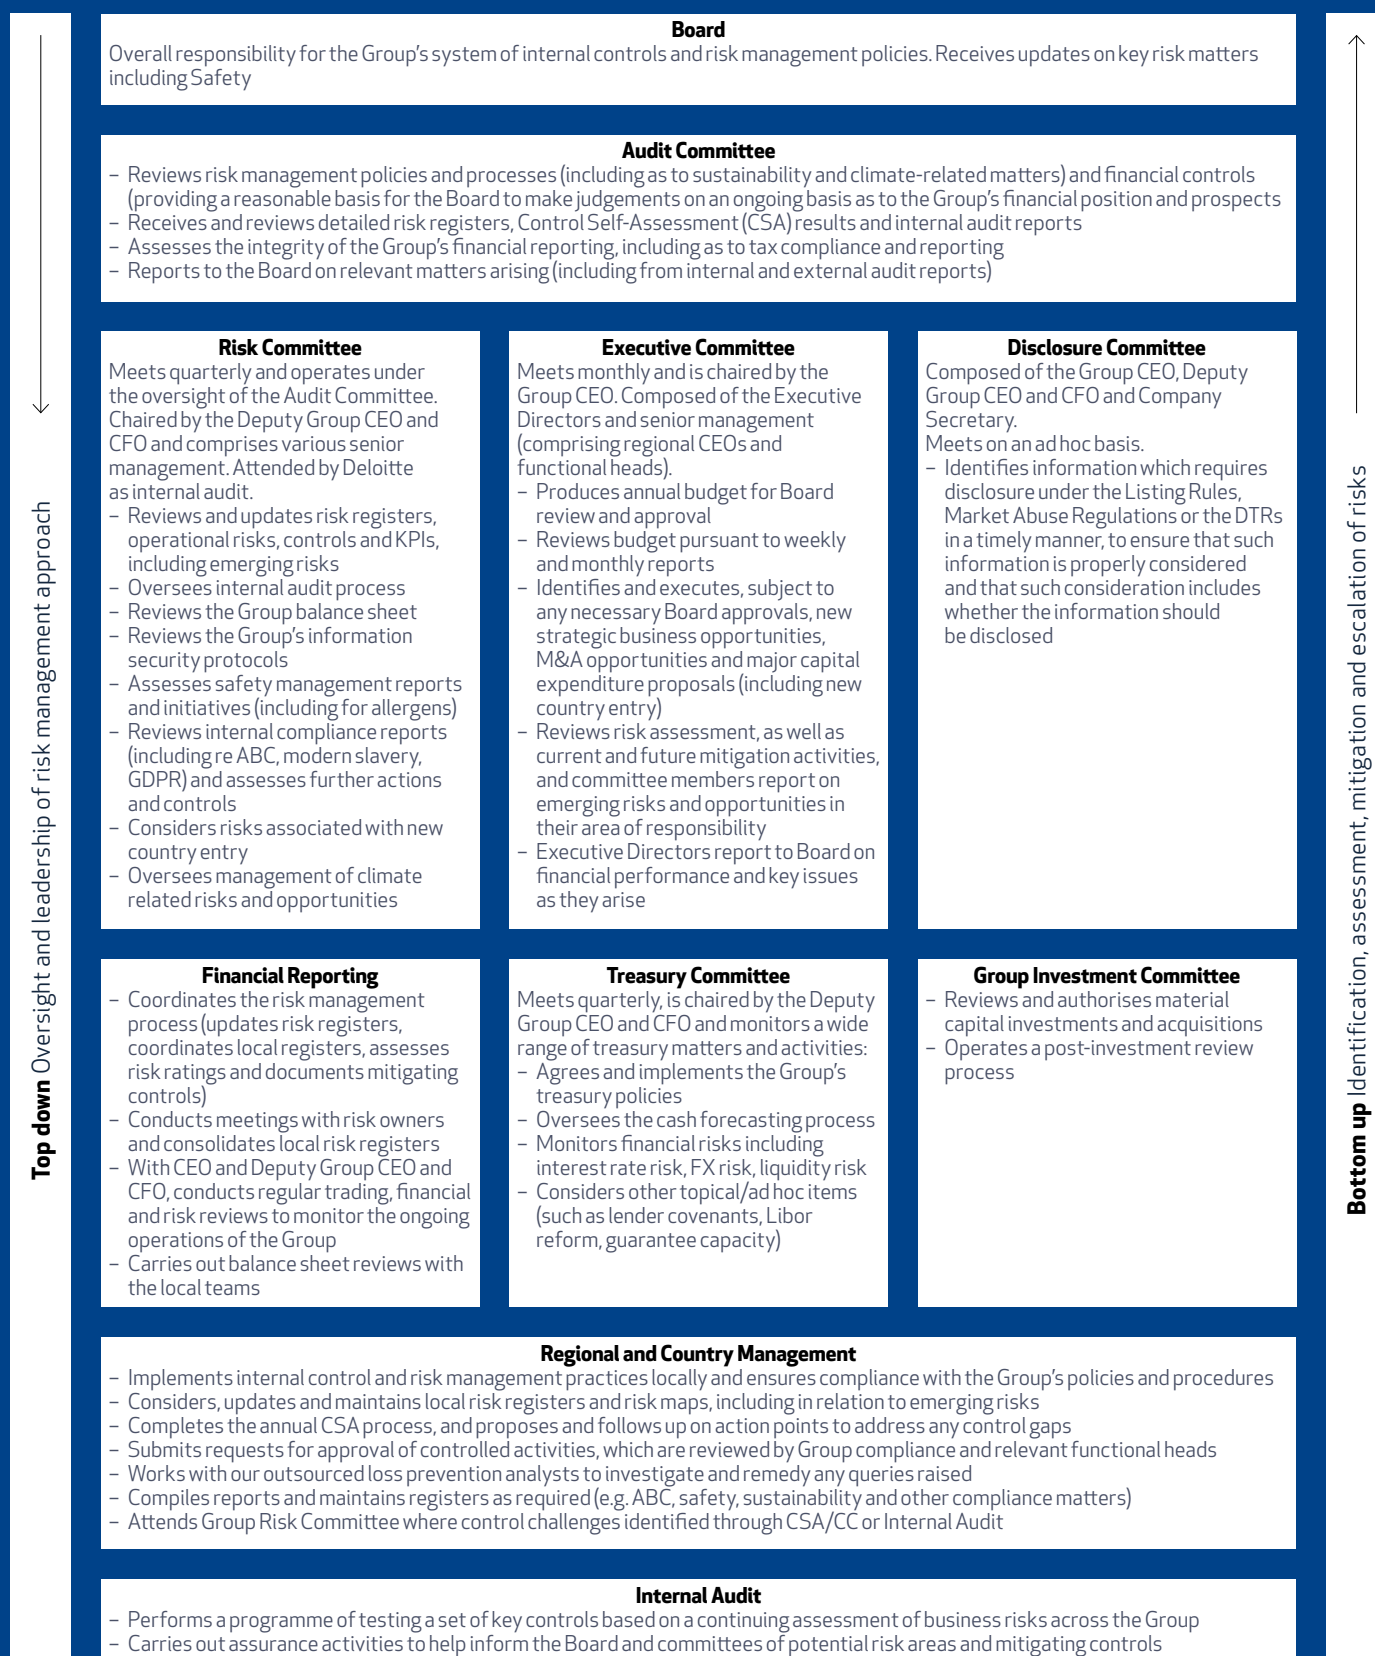 Board
Overall responsibility for the Group's system of internal controls and risk management policies. Receives updates on key risk matters
including Safety
Audit Committee
– Reviews risk management policies and processes (including as to sustainability and climate-related matters) and financial controls
(providing a reasonable basis for the Board to make judgements on an ongoing basis as to the Group's financial position and prospects
– Receives and reviews detailed risk registers, Control Self-Assessment (CSA) results and internal audit reports
– Assesses the integrity of the Group's financial reporting, including as to tax compliance and reporting
– Reports to the Board on relevant matters arising (including from internal and external audit reports)
Risk Committee
Meets quarterly and operates under
the oversight of the Audit Committee.
Chaired by the Deputy Group CEO and
CFO and comprises various senior
management. Attended by Deloitte
as internal audit.
– Reviews and updates risk registers,
operational risks, controls and KPIs,
including emerging risks
– Oversees internal audit process
– Reviews the Group balance sheet
– Reviews the Group's information
security protocols
– Assesses safety management reports
and initiatives (including for allergens)
– Reviews internal compliance reports
(including re ABC, modern slavery,
GDPR) and assesses further actions
and controls
– Considers risks associated with new
country entry
– Oversees management of climate
related risks and opportunities
Executive Committee
Meets monthly and is chaired by the
Group CEO. Composed of the Executive
Directors and senior management
(comprising regional CEOs and
functional heads).
– Produces annual budget for Board
review and approval
– Reviews budget pursuant to weekly
and monthly reports
– Identifies and executes, subject to
any necessary Board approvals, new
strategic business opportunities,
M&A opportunities and major capital
expenditure proposals (including new
country entry)
– Reviews risk assessment, as well as
current and future mitigation activities,
and committee members report on
emerging risks and opportunities in
their area of responsibility
– Executive Directors report to Board on
financial performance and key issues
as they arise
Disclosure Committee
Composed of the Group CEO, Deputy
Group CEO and CFO and Company
Secretary.
Meets on an ad hoc basis.
– Identifies information which requires
disclosure under the Listing Rules,
Market Abuse Regulations or the DTRs
in a timely manner, to ensure that such
information is properly considered
and that such consideration includes
whether the information should
be disclosed
Financial Reporting
– Coordinates the risk management
process (updates risk registers,
coordinates local registers, assesses
risk ratings and documents mitigating
controls)
– Conducts meetings with risk owners
and consolidates local risk registers
– With CEO and Deputy Group CEO and
CFO, conducts regular trading, financial
and risk reviews to monitor the ongoing
operations of the Group
– Carries out balance sheet reviews with
the local teams
Treasury Committee
Meets quarterly, is chaired by the Deputy
Group CEO and CFO and monitors a wide
range of treasury matters and activities:
– Agrees and implements the Group's
treasury policies
– Oversees the cash forecasting process
– Monitors financial risks including
interest rate risk, FX risk, liquidity risk
– Considers other topical/ad hoc items
(such as lender covenants, Libor
reform, guarantee capacity)
Group Investment Committee
– Reviews and authorises material
capital investments and acquisitions
– Operates a post-investment review
process
Regional and Country Management
– Implements internal control and risk management practices locally and ensures compliance with the Group's policies and procedures
– Considers, updates and maintains local risk registers and risk maps, including in relation to emerging risks
– Completes the annual CSA process, and proposes and follows up on action points to address any control gaps
– Submits requests for approval of controlled activities, which are reviewed by Group compliance and relevant functional heads
– Works with our outsourced loss prevention analysts to investigate and remedy any queries raised
– Compiles reports and maintains registers as required (e.g. ABC, safety, sustainability and other compliance matters)
– Attends Group Risk Committee where control challenges identified through CSA/CC or Internal Audit
Internal Audit
– Performs a programme of testing a set of key controls based on a continuing assessment of business risks across the Group
– Carries out assurance activities to help inform the Board and committees of potential risk areas and mitigating controls
Top down Oversight and leadership of risk management approach
Bottom up Identification, assessment, mitigation and escalation of risks